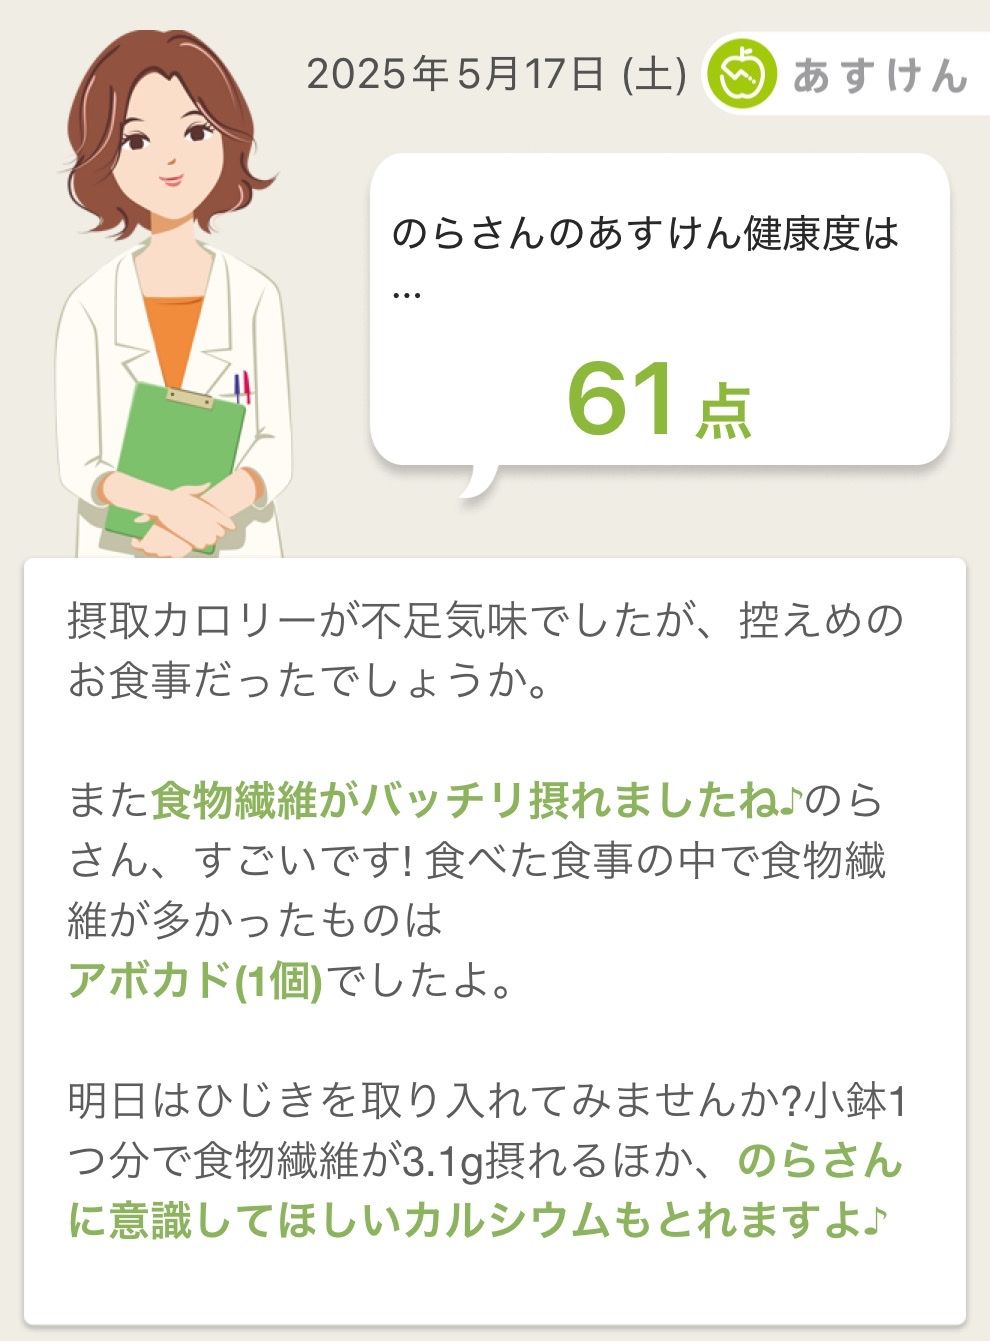 2025年5月17日 (土)
あすけん
のらさんのあすけん健康度は
...
61点
摂取カロリーが不足気味でしたが、控えめの
お食事だったでしょうか。
また食物繊維がバッチリ摂れましたね♪のら
さん、すごいです! 食べた食事の中で食物繊
維が多かったものは
アボカド(1個)でしたよ。
明日はひじきを取り入れてみませんか?小鉢1
つ分で食物繊維が3.1g摂れるほか、のらさん
に意識してほしいカルシウムもとれますよ♪